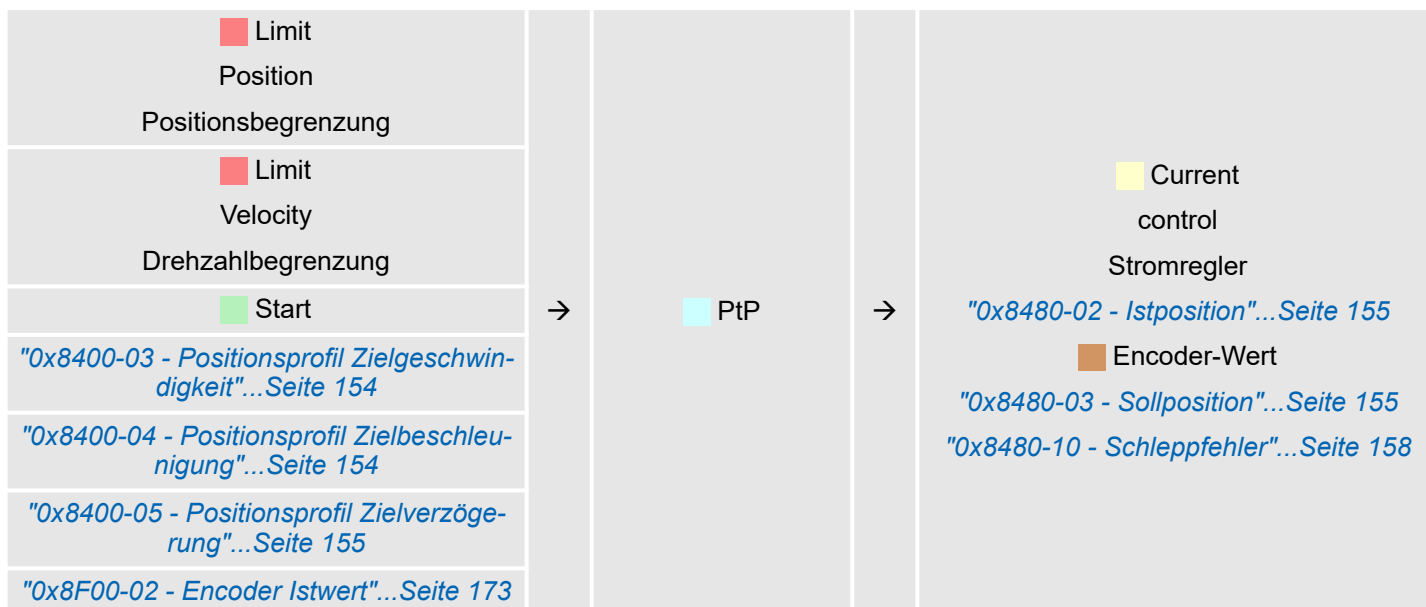 Limit
Position
Positionsbegrenzung
Limit
Velocity
Drehzahlbegrenzung
Start
"0x8400-03 - Positionsprofil Zielgeschwin-
digkeit"...Seite 154
"0x8400-04 - Positionsprofil Zielbeschleu-
nigung"...Seite 154
"0x8400-05 - Positionsprofil Zielverzöge-
rung"...Seite 155
"0x8F00-02 - Encoder Istwert"...Seite 173
→
PtP
→
Current
control
Stromregler
"0x8480-02 - Istposition"...Seite 155
Encoder-Wert
"0x8480-03 - Sollposition"...Seite 155
"0x8480-10 - Schleppfehler"...Seite 158